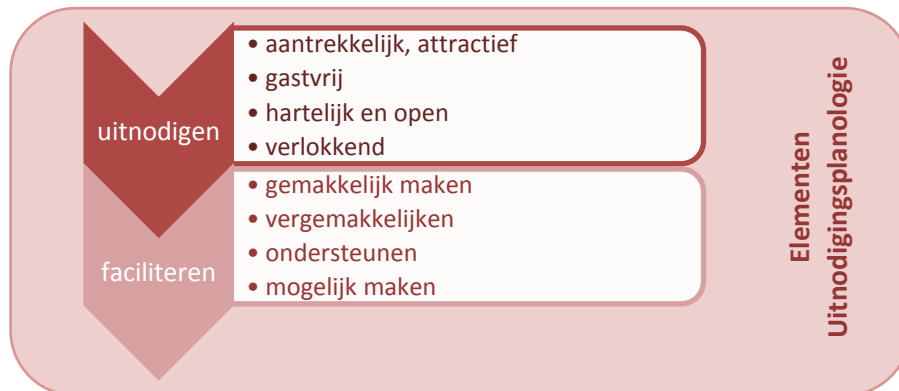 uitnodigen
• aantrekkelijk, attractief
• gastvrij
• hartelijk en open
• verlokkend
faciliteren
• gemakkelijk maken
• vergemakkelijken
• ondersteunen
• mogelijk maken
Elementen
Uitnodigingsplanologie